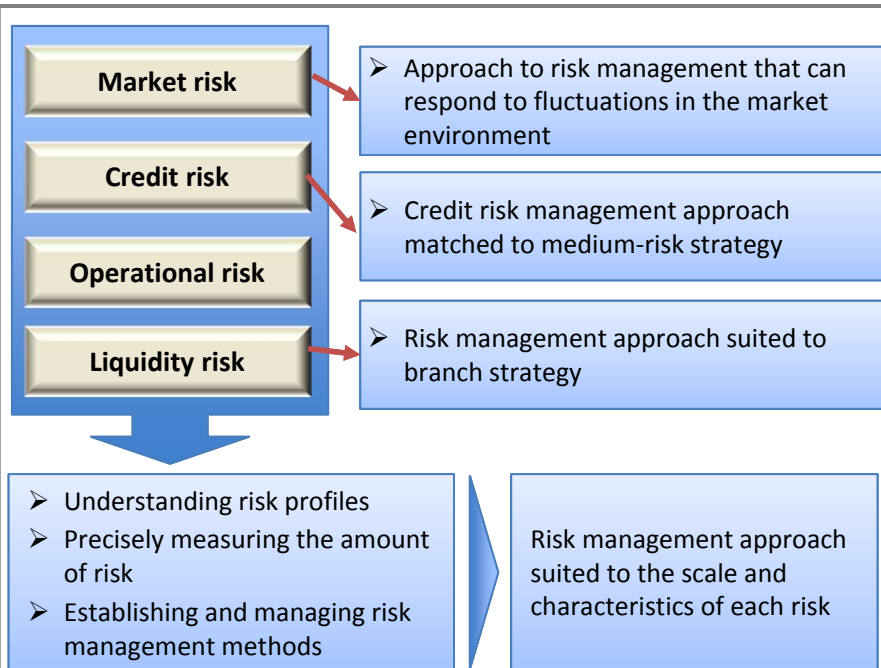 Market risk
➢ Approach to risk management that can
respond to fluctuations in the market
environment
Credit risk
➢ Credit risk management approach
matched to medium-risk strategy
Operational risk
Liquidity risk
➢ Risk management approach suited to
branch strategy
➢ Understanding risk profiles
➢ Precisely measuring the amount
of risk
➢ Establishing and managing risk
management methods
Risk management approach
suited to the scale and
characteristics of each risk